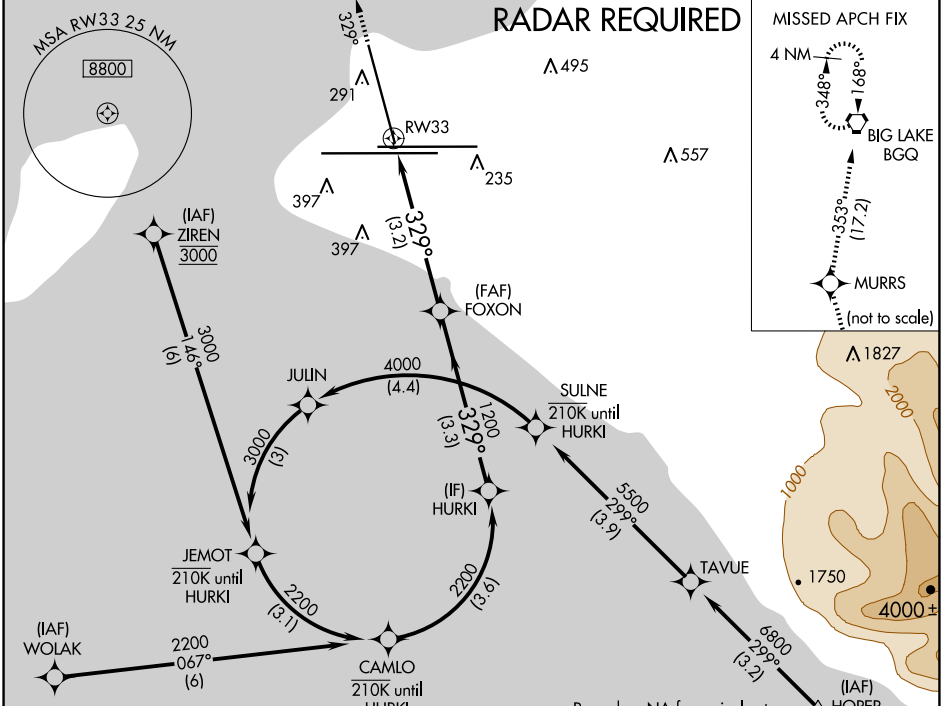 RADAR REQUIRED
MSA RW33 25 NM
8800
329°
291
495
RW33
235
557
397
397
MISSED APCH FIX
4 NM
348°
168°
BIG LAKE
BGQ
353°
(17.2)
MURRS
(not to scale)
(IAF)
ZIREN
3000
329°
(3.2)
(FAF)
FOXON
3000
146°
(6)
JULIN
4000
(4.4)
SULNE
210K until
HURKI
1827
2000
1000
3000
(3)
1200
329°
(3.3)
(IF)
HURKI
5500
299°
(3.9)
JEMOT
210K until
HURKI
2200
(3.1)
2200
(3.6)
TAVUE
1750
4000±
(IAF)
WOLAK
2200
067°
(6)
CAMLO
210K until
HURKI
6800
299°
(3.2)
(IAF)
HOPER